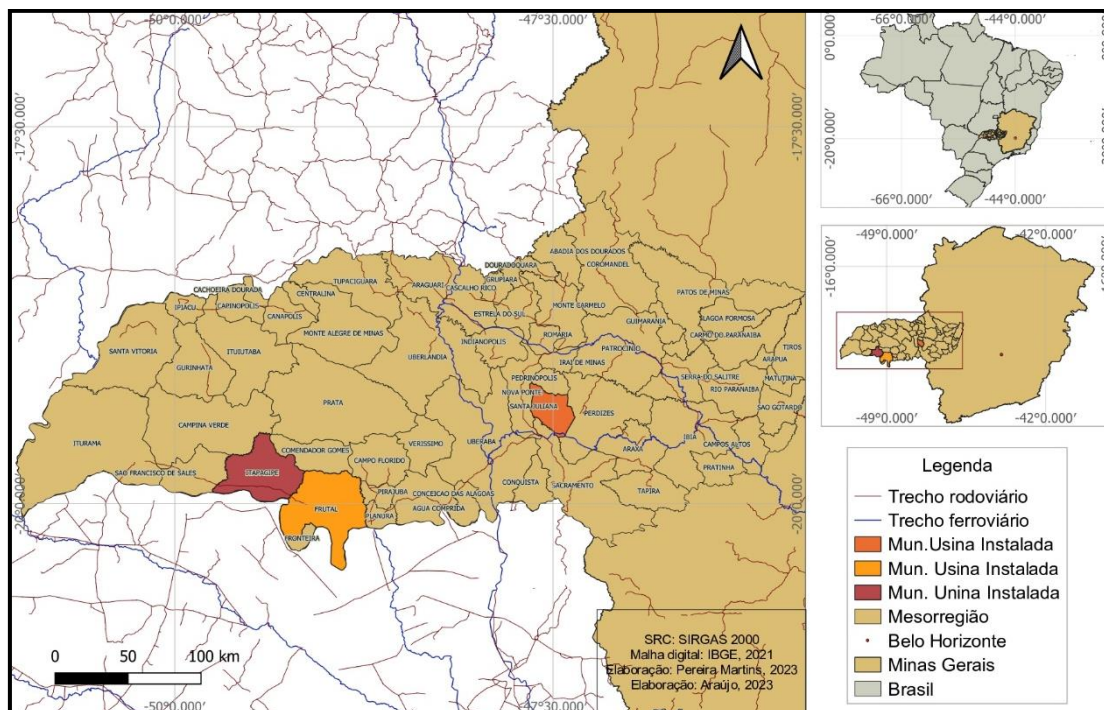 -50°0.000'
-47°30.000'
-17°30.000'
-17°30.000'
ABADIA DOS DOURADOS
DOURADOQUARA
COROMANDEL
GRUPIARA
TUPACIGUARA
ARAGUARI
CASCALHO RICO
CACHOEIRA DOURADA
CENTRALINA
PATOS DE MINAS
IPIACU
CAPINOPOLIS
CANAPOLIS
ESTRELA DO SUL
MONTE CARMELO
LAGOA FORMOSA
GUIMARANIA
MONTE ALEGRE DE MINAS
ROMARIA
CARMO DO PARANAIBA
INDIANOPOLIS
TIROS
SANTA VITORIA
ITUIUTABA
UBERLANDIA
PATROCINIO
ARAPUA
IRAI DE MINAS
GURINHATA
PEDRINOPOLIS
SERRA DO SALITRE
MATUTINA
NOVA PONTE
RIO PARANAIBA
PRATA
SANTA JULIANA
PERDIZES
SAO GOTARDO
CAMPINA VERDE
ITURAMA
VERISSIMO
UBERABA
IBIA
CAMPOS ALTOS
COMENDADOR GOMES
ARAXA
CAMPO FLORIDO
SAO FRANCISCO DE SALES
ITAPAGIPE
PRATINHA
CONQUISTA
SACRAMENTO
TAPIRA
PIRAJUBA
CONCEICAO DAS ALAGOAS
FRUTAL
PLANURA
AGUA COMPRIDA
FRONTEIRA
-20°0.000'
-20°0.000'
0 50 100 km
SRC: SIRGAS 2000
Malha digital: IBGE, 2021
Elaboração: Pereira Martins, 2023
Elaboração: Araújo, 2023
-50°0.000'
-47°30.000'
-66°0.000' -44°0.000'
0°0.000'
-20°0.000'
-20°0.000'
-66°0.000' -44°0.000'
-49°0.000' -42°0.000'
-16°0.000'
-49°0.000' -42°0.000'
Legenda
Trecho rodoviário
Trecho ferroviário
Mun.Usina Instalada
Mun. Usina Instalada
Mun. Unina Instalada
Mesorregião
Belo Horizonte
Minas Gerais
Brasil